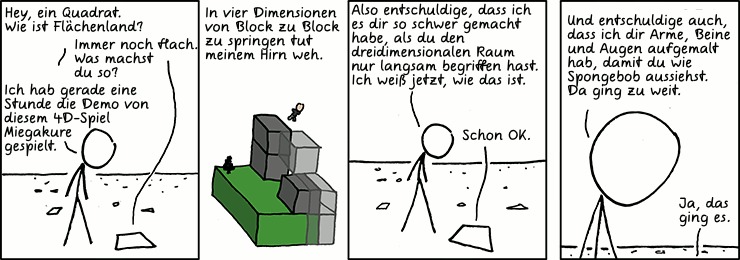 Hey, ein Quadrat.
Wie ist Flächenland?
Immer noch flach.
Was machst
du so?
Ich hab gerade eine
Stunde die Demo von
diesem 4D-Spiel
Miegakure
gespielt.
In vier Dimensionen
von Block zu Block
zu springen tut
meinem Hirn weh.
Also entschuldige, dass ich
es dir so schwer gemacht
habe, als du den
dreidimensionalen Raum
nur langsam begriffen hast.
Ich weiß jetzt, wie das ist.
Schon OK.
Und entschuldige auch,
dass ich dir Arme, Beine
und Augen aufgemalt
hab, damit du wie
Spongebob aussiehst.
Da ging zu weit.
Ja, das
ging es.